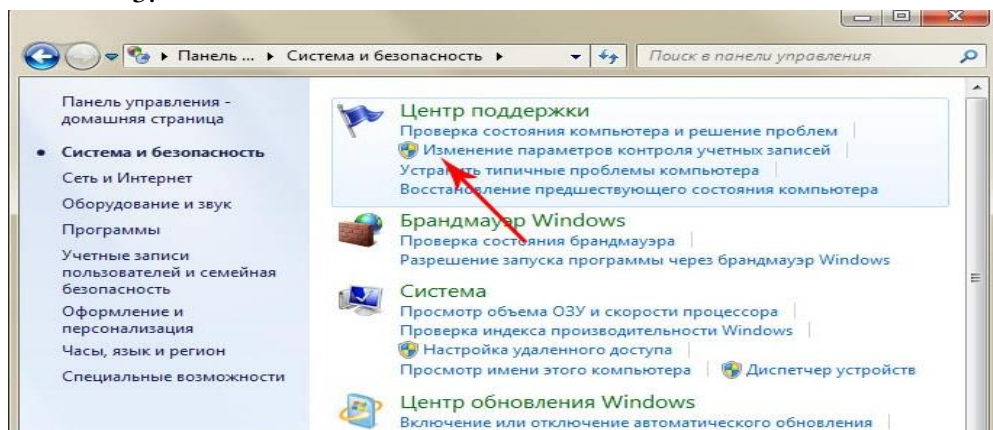 Панель ... ▸ Система и безопасность ▸
Поиск в панели управления
Панель управления -
домашняя страница
Система и безопасность
Сеть и Интернет
Оборудование и звук
Программы
Учетные записи
пользователей и семейная
безопасность
Оформление и
персонализация
Часы, язык и регион
Специальные возможности
Центр поддержки
Проверка состояния компьютера и решение проблем
Изменение параметров контроля учетных записей
Устранить типичные проблемы компьютера
Восстановление предшествующего состояния компьютера
Брандмауэр Windows
Проверка состояния брандмауэра
Разрешение запуска программы через брандмауэр Windows
Система
Просмотр объема ОЗУ и скорости процессора
Проверка индекса производительности Windows
Настройка удаленного доступа
Просмотр имени этого компьютера Диспетчер устройств
Центр обновления Windows
Включение или отключение автоматического обновления